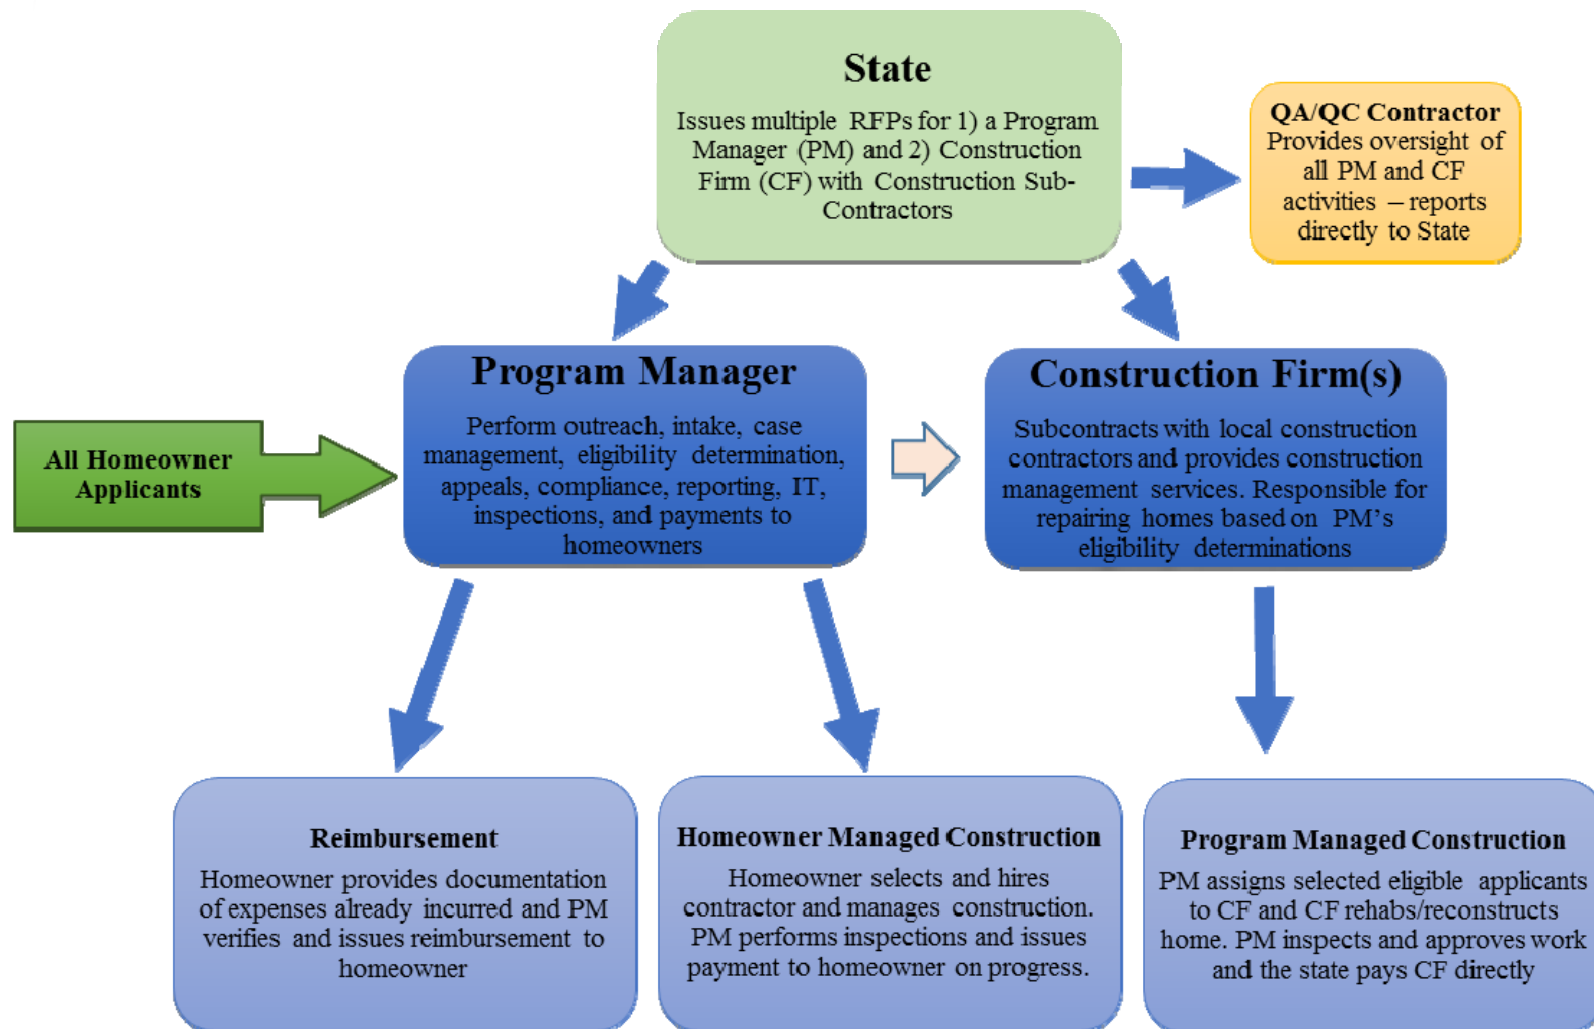 State
Issues multiple RFPs for 1) a Program
Manager (PM) and 2) Construction
Firm (CF) with Construction Sub-
Contractors
QA/QC Contractor
Provides oversight of
all PM and CF
activities – reports
directly to State
All Homeowner
Applicants
Program Manager
Perform outreach, intake, case
management, eligibility determination,
appeals, compliance, reporting, IT,
inspections, and payments to
homeowners
Construction Firm(s)
Subcontracts with local construction
contractors and provides construction
management services. Responsible for
repairing homes based on PM's
eligibility determinations
Reimbursement
Homeowner provides documentation
of expenses already incurred and PM
verifies and issues reimbursement to
homeowner
Homeowner Managed Construction
Homeowner selects and hires
contractor and manages construction.
PM performs inspections and issues
payment to homeowner on progress.
Program Managed Construction
PM assigns selected eligible applicants
to CF and CF rehabs/reconstructs
home. PM inspects and approves work
and the state pays CF directly